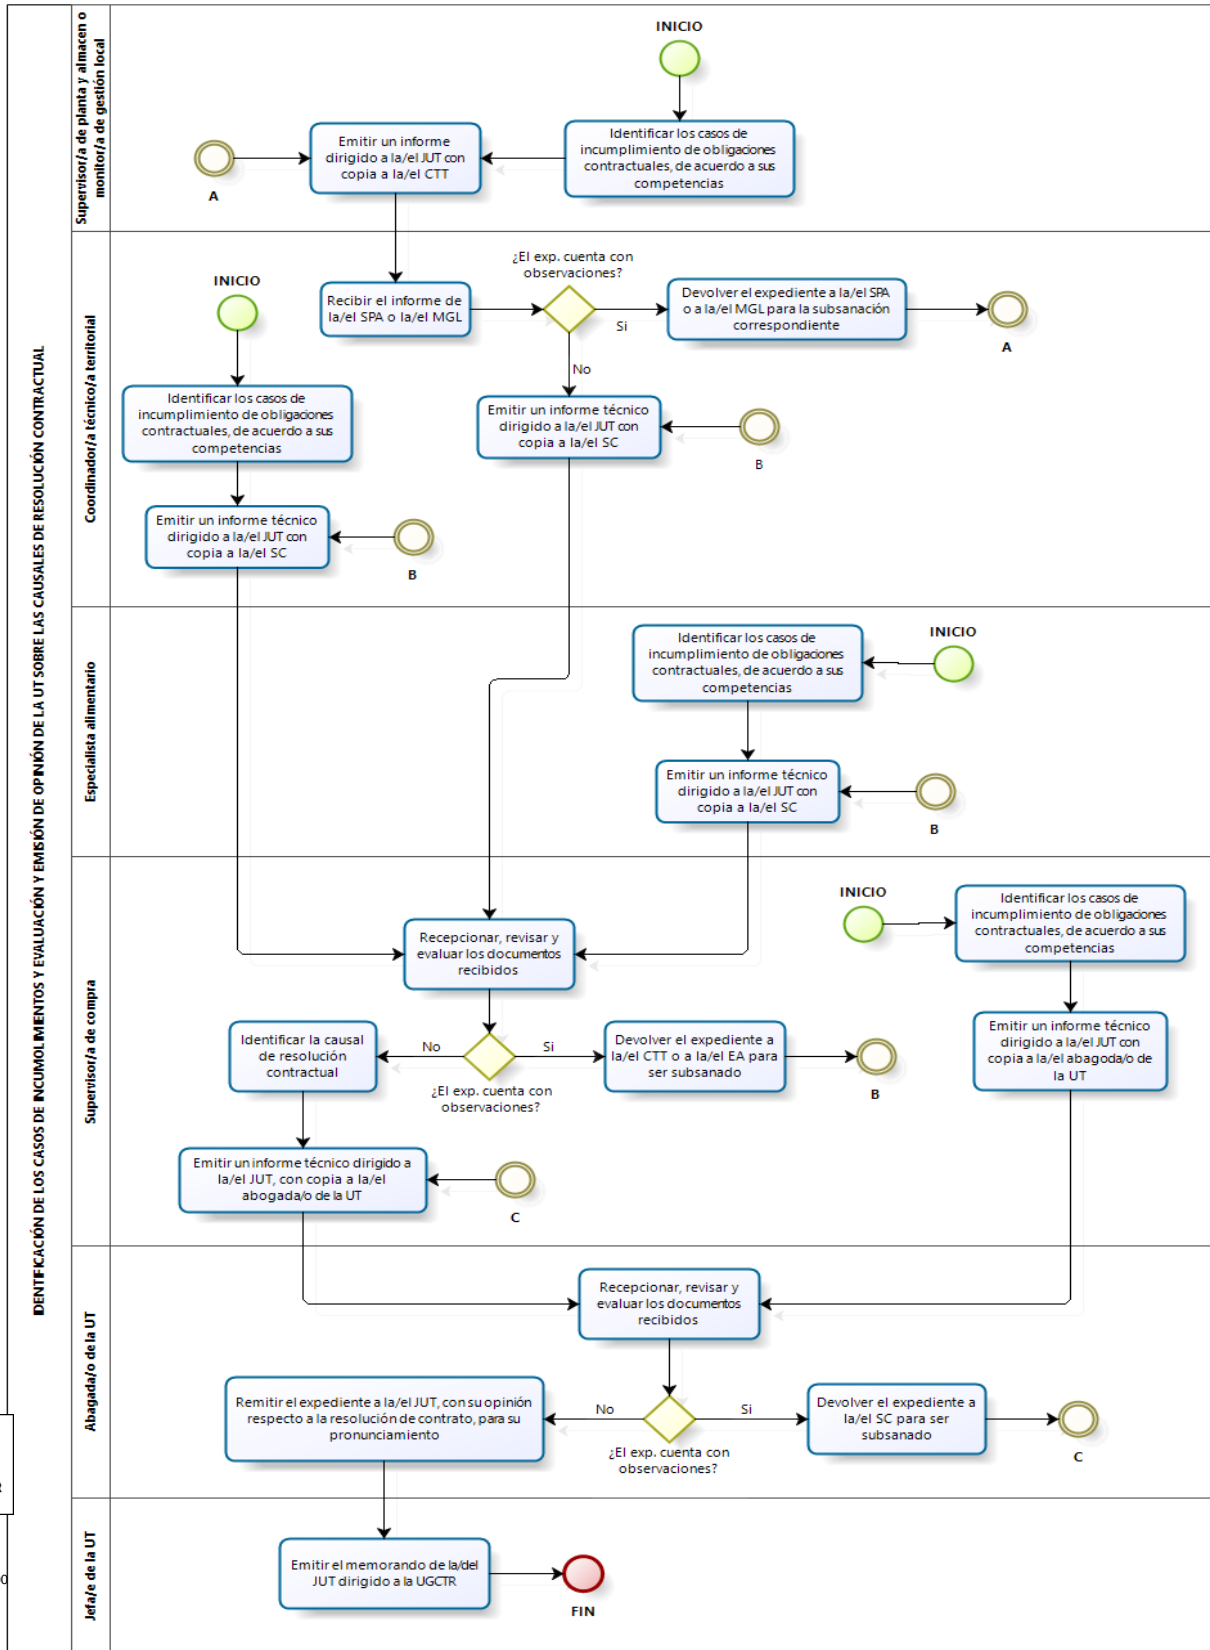 IDENTIFICACIÓN DE LOS CASOS DE INCUMOLIMENTOS Y EVALUACIÓN Y EMISIÓN DE OPINIÓN DE LA UT SOBRE LAS CAUSALES DE RESOLUCIÓN CONTRACTUAL
Supervisor/a de planta y almacen o
monitor/a de gestión local
INICIO
Identificar los casos de
incumplimiento de obligaciones
contractuales, de acuerdo a sus
competencias
Emitir un informe
dirigido a la/el JUT con
copia a la/el CTT
A
Coordinador/a técnico/a territorial
INICIO
Identificar los casos de
incumplimiento de obligaciones
contractuales, de acuerdo a sus
competencias
Emitir un informe técnico
dirigido a la/el JUT con
copia a la/el SC
B
Recibir el informe de
la/el SPA o la/el MGL
¿El exp. cuenta con
observaciones?
Si
No
Devolver el expediente a la/el SPA
o a la/el MGL para la subsanación
correspondiente
A
Emitir un informe técnico
dirigido a la/el JUT con
copia a la/el SC
B
Especialista alimentario
INICIO
Identificar los casos de
incumplimiento de obligaciones
contractuales, de acuerdo a sus
competencias
Emitir un informe técnico
dirigido a la/el JUT con
copia a la/el SC
B
Supervisor/a de compra
INICIO
Identificar los casos de
incumplimiento de obligaciones
contractuales, de acuerdo a sus
competencias
Emitir un informe técnico
dirigido a la/el JUT con
copia a la/el abagoda/o de
la UT
Recepcionar, revisar y
evaluar los documentos
recibidos
¿El exp. cuenta con
observaciones?
No
Si
Identificar la causal
de resolución
contractual
Devolver el expediente a
la/el CTT o a la/el EA para
ser subsanado
B
Emitir un informe técnico dirigido a
la/el JUT, con copia a la/el
abogada/o de la UT
C
Abagada/o de la UT
Recepcionar, revisar y
evaluar los documentos
recibidos
¿El exp. cuenta con
observaciones?
No
Si
Remitir el expediente a la/el JUT, con su opinión
respecto a la resolución de contrato, para su
pronunciamiento
Devolver el expediente a
la/el SC para ser
subsanado
C
Jefa/e de la UT
Emitir el memorando de la/del
JUT dirigido a la UGCTR
FIN